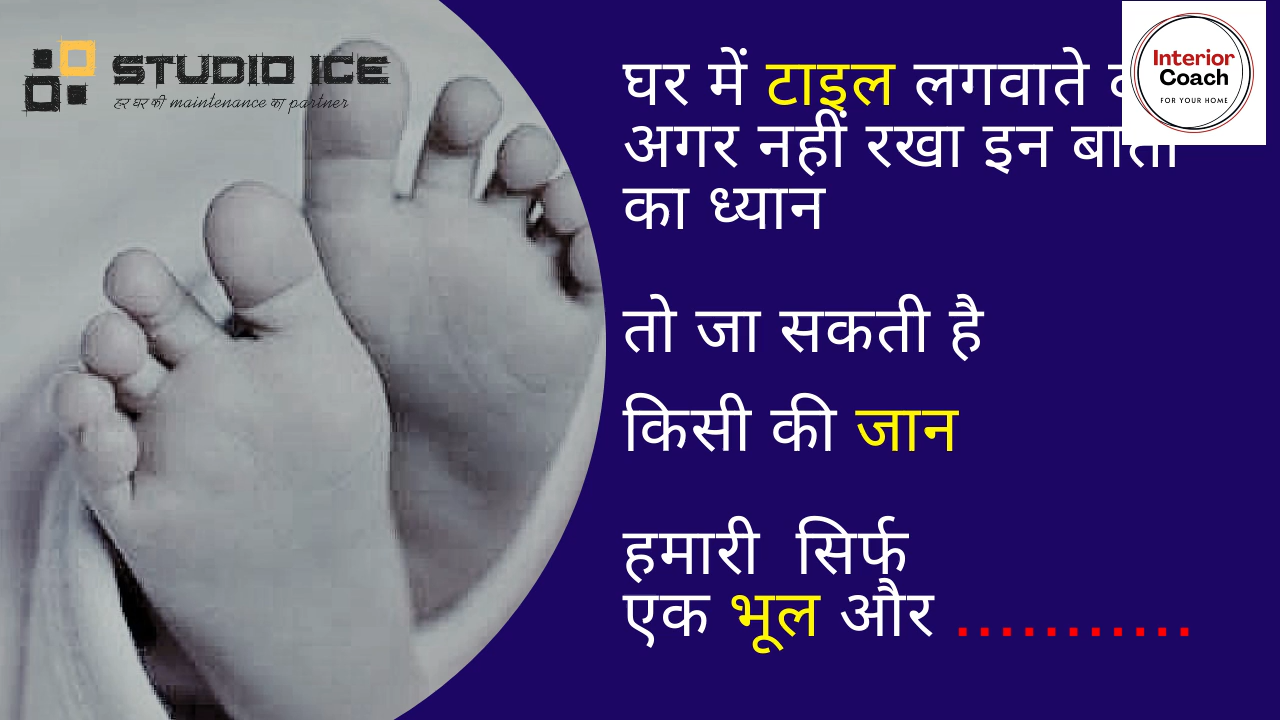 STUDIO ICE
हर घर की maintenance का partner
Interior
Coach
FOR YOUR HOME
घर में टाइल लगवाते
अगर नहीं रखा इन बातों
का ध्यान
तो जा सकती है
किसी की जान
हमारी सिर्फ
एक भूल और ...........